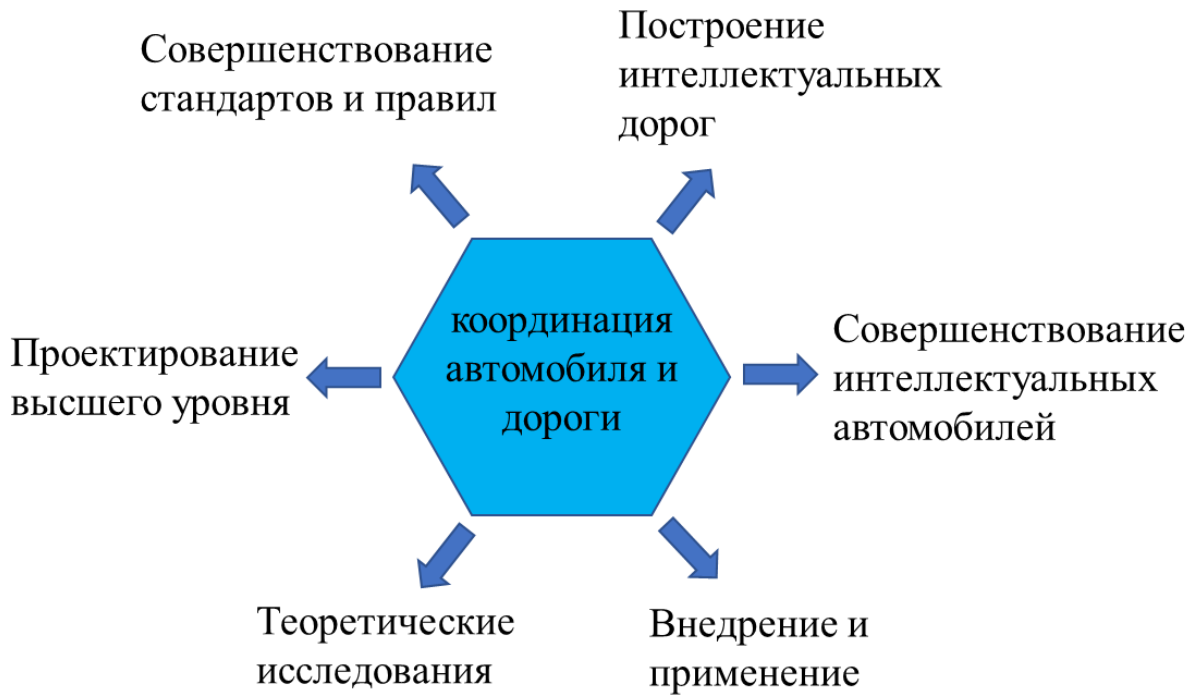 Совершенствование
стандартов и правил
Построение
интеллектуальных
дорог
координация
автомобиля и
дороги
Проектирование
высшего уровня
Совершенствование
интеллектуальных
автомобилей
Теоретические
исследования
Внедрение и
применение